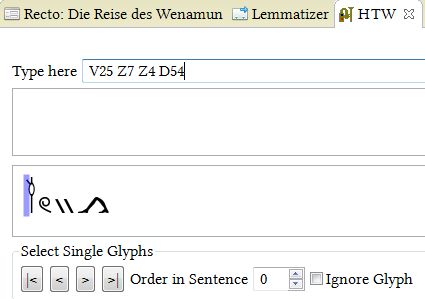 Recto: Die Reise des Wenamun Lemmatizer HTW
Type here V25 Z7 Z4 D54
𓎘𓏲𓏭𓂻
Select Single Glyphs
|< < > >| Order in Sentence 0 Ignore Glyph